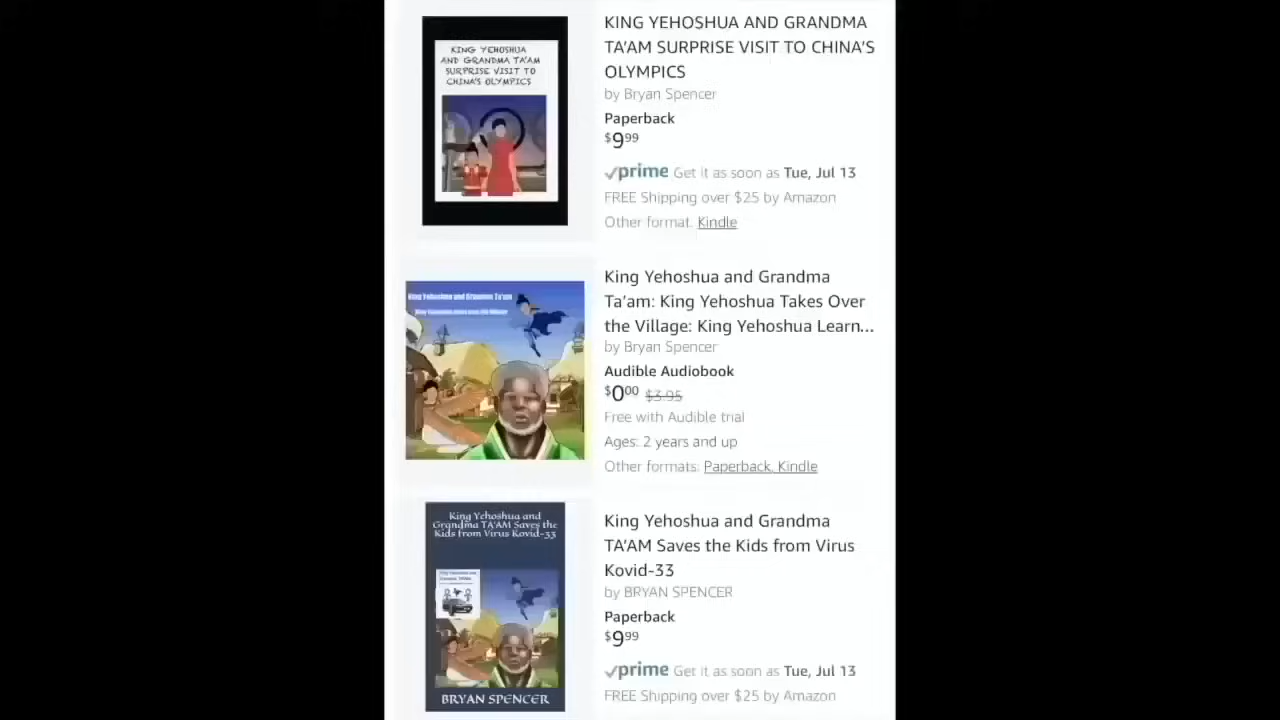 KING YEHOSHUA
AND GRANDMA TA'AM
SURPRISE VISIT TO
CHINA'S OLYMPICS
KING YEHOSHUA AND GRANDMA
TA'AM SURPRISE VISIT TO CHINA'S
OLYMPICS
by Bryan Spencer
Paperback
$9.99
prime Get it as soon as Tue, Jul 13
FREE Shipping over $25 by Amazon
Other format: Kindle
King Yehoshua and Grandma Ta'am
King Yehoshua and Grandma
Ta'am: King Yehoshua Takes Over
the Village: King Yehoshua Learn...
by Bryan Spencer
Audible Audiobook
$0.00 $3.95
Free with Audible trial
Ages: 2 years and up
Other formats: Paperback, Kindle
King Yehoshua and
Grandma TA'AM Saves the
Kids from Virus Kovid-33
BRYAN SPENCER
King Yehoshua and Grandma
TA'AM Saves the Kids from Virus
Kovid-33
by BRYAN SPENCER
Paperback
$9.99
prime Get it as soon as Tue, Jul 13
FREE Shipping over $25 by Amazon